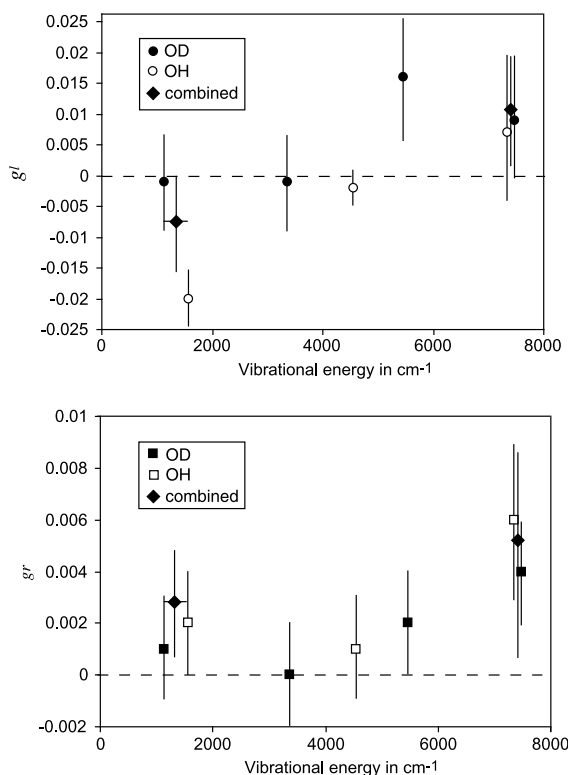 0.025
0.02
0.015
0.01
0.005
0
-0.005
-0.01
-0.015
-0.02
-0.025
gl
OD
OH
combined
0 2000 4000 6000 8000
Vibrational energy in cm-1
0.01
0.008
0.006
0.004
0.002
0
-0.002
gr
OD
OH
combined
0 2000 4000 6000 8000
Vibrational energy in cm-1